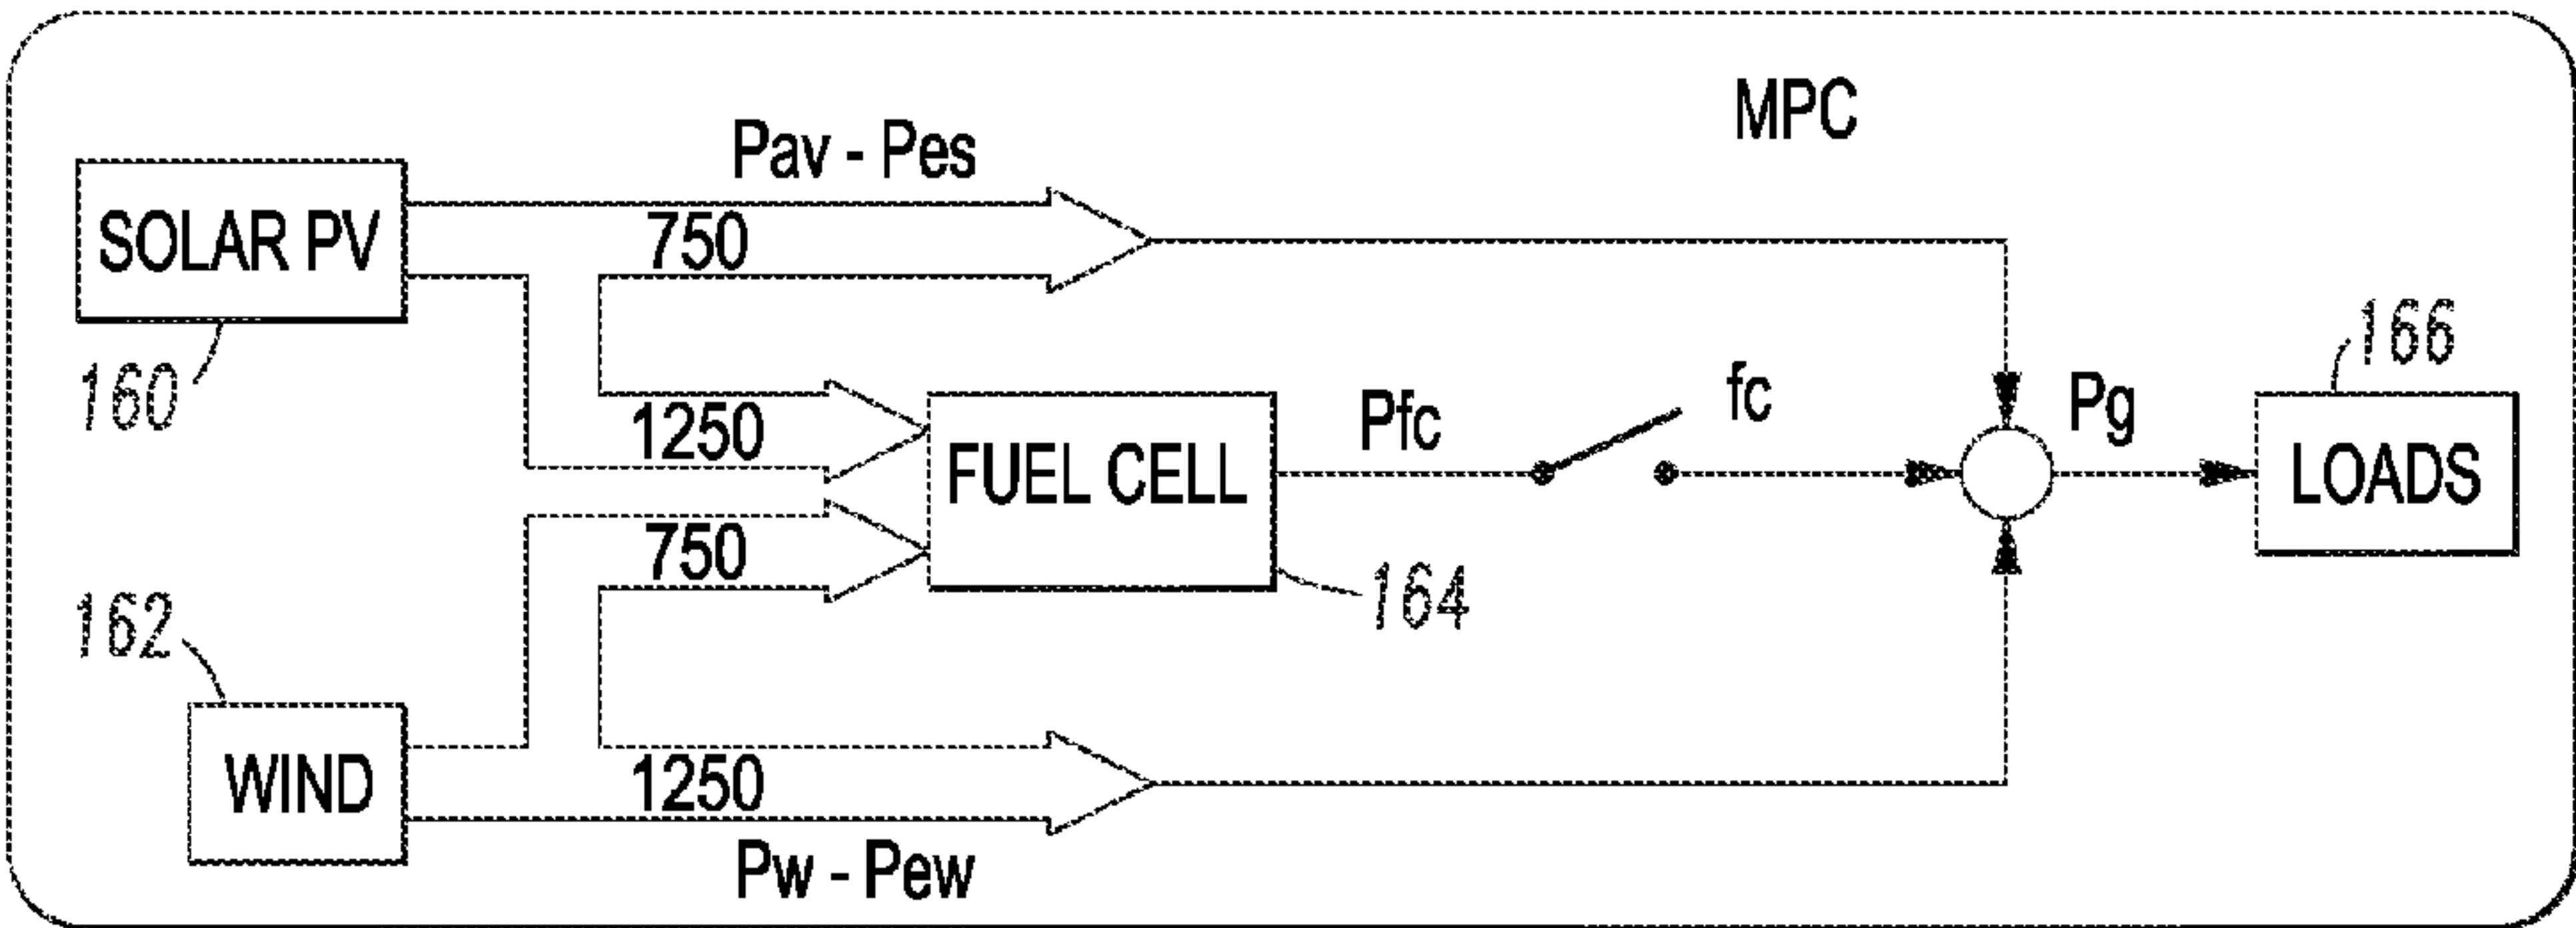 MPC
Pav - Pes
SOLAR PV
750
160
1250
FUEL CELL
Pfc
fc
Pg
166
LOADS
750
164
162
WIND
1250
Pw - Pew